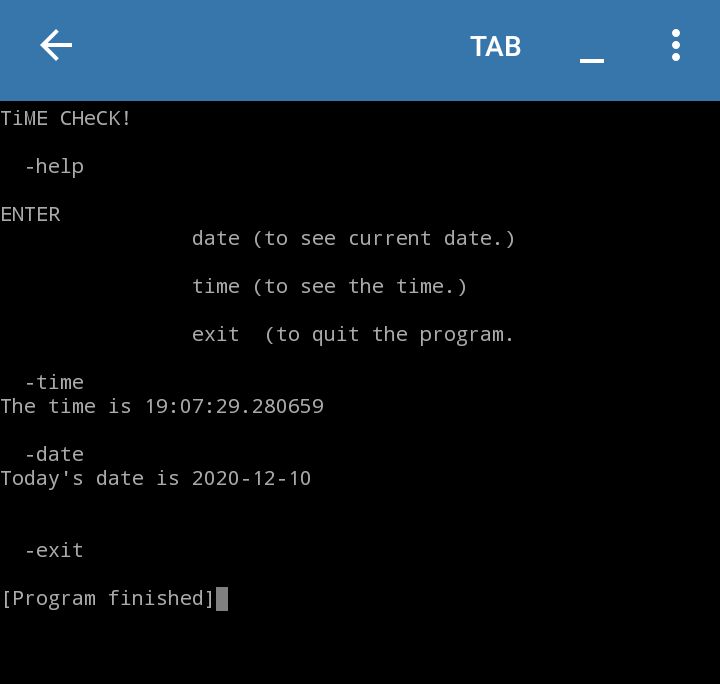 TAB _
TiME CHeCK!
-help
ENTER
date (to see current date.)
time (to see the time.)
exit  (to quit the program.
-time
The time is 19:07:29.280659
-date
Today's date is 2020-12-10
-exit
[Program finished]